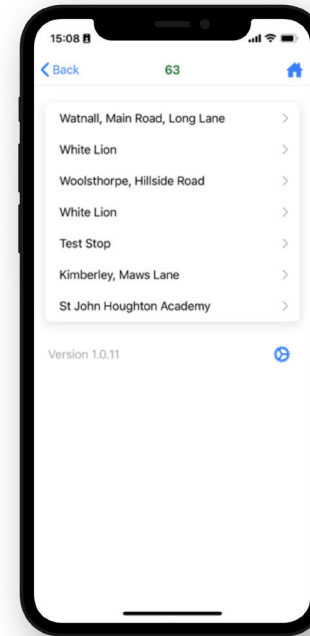 15:08
Back
63
Watnall, Main Road, Long Lane
White Lion
Woolsthorpe, Hillside Road
White Lion
Test Stop
Kimberley, Maws Lane
St John Houghton Academy
Version 1.0.11